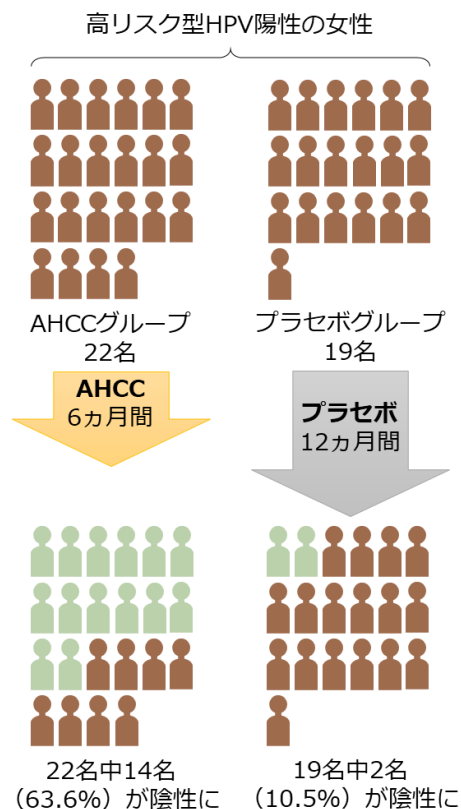 高リスク型HPV陽性の女性
AHCCグループ
22名
プラセボグループ
19名
AHCC
6ヵ月間
プラセボ
12ヵ月間
22名中14名
（63.6%）が陰性に
19名中2名
（10.5%）が陰性に